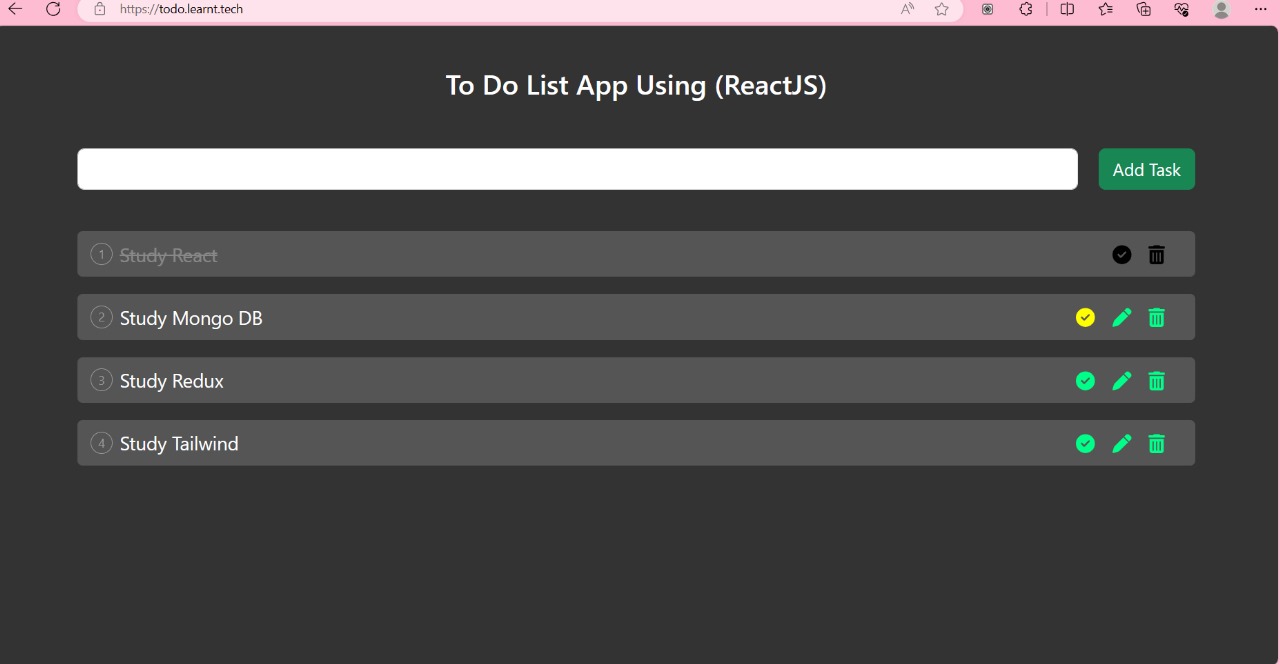 https://todo.learnt.tech
To Do List App Using (ReactJS)
Add Task
1 Study React
2 Study Mongo DB
3 Study Redux
4 Study Tailwind